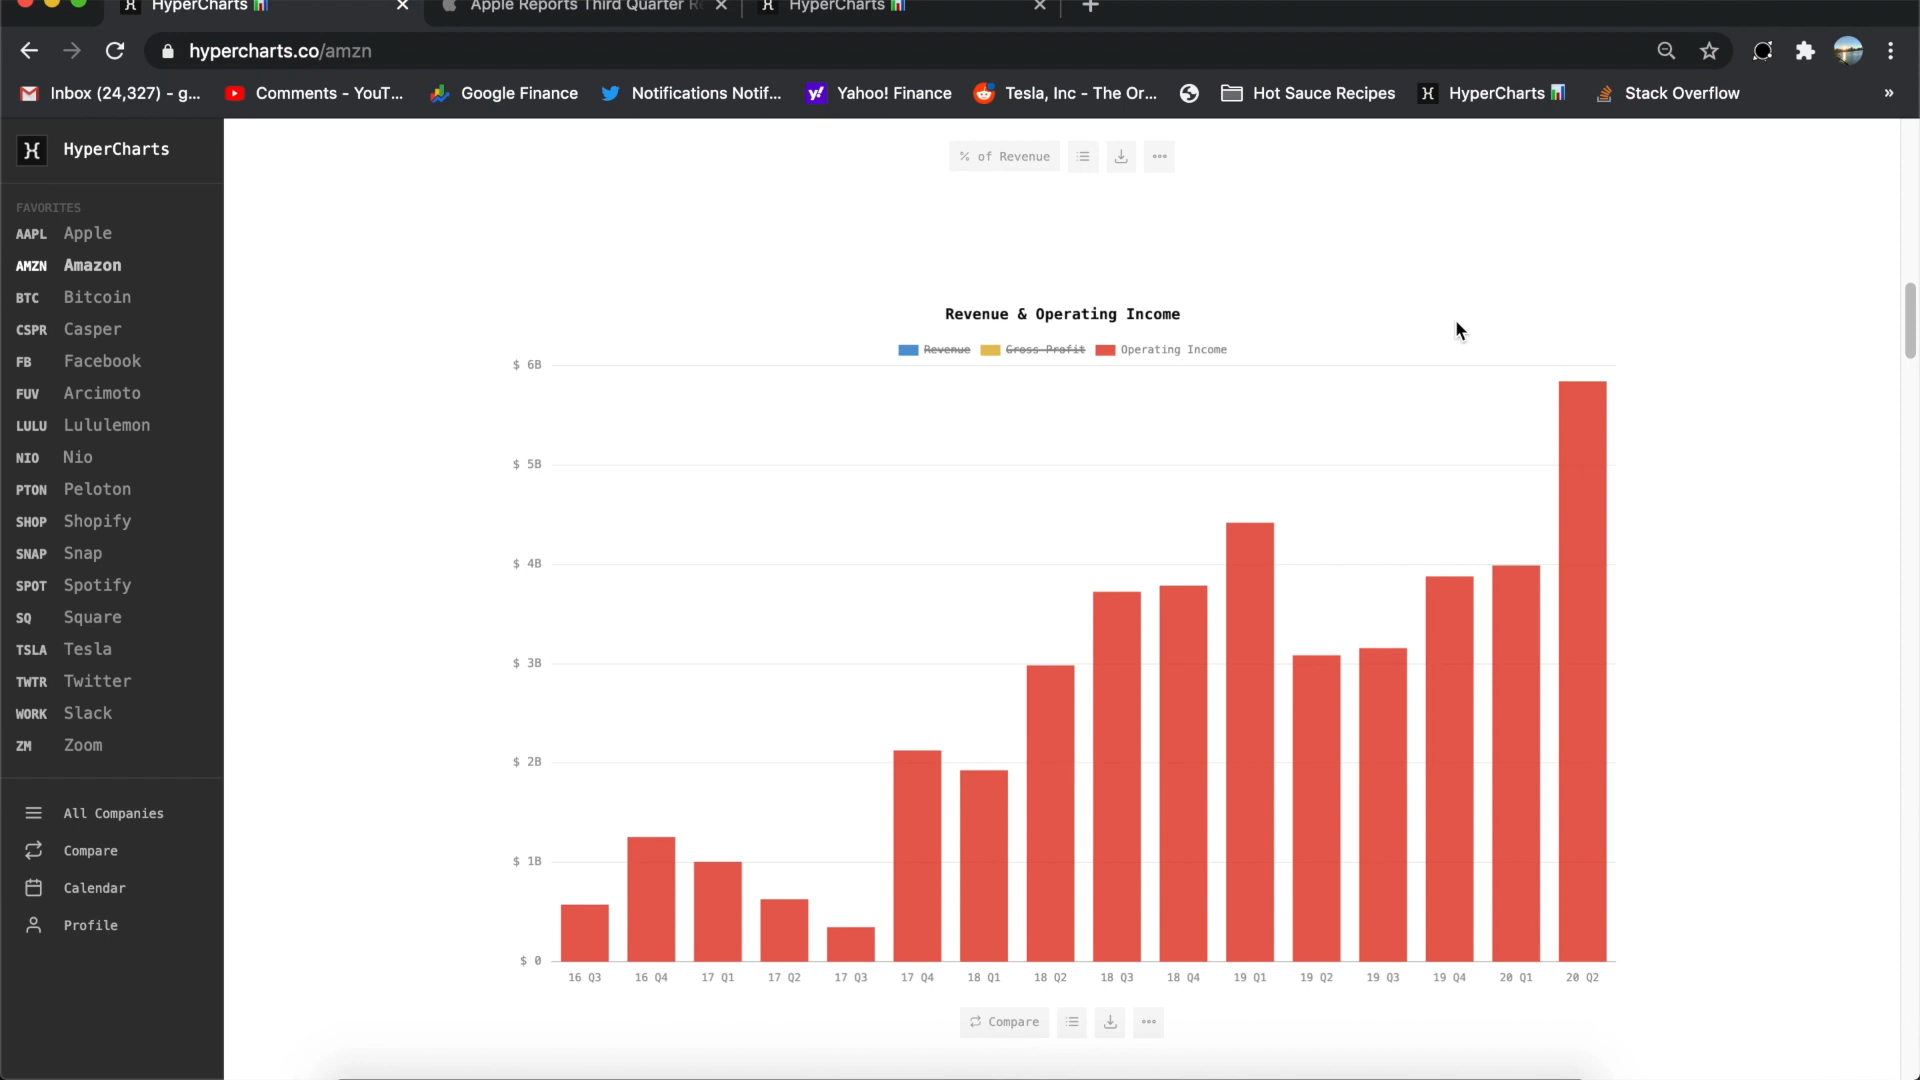 HyperCharts
Apple Reports Third Quarter Re
HyperCharts
hypercharts.co/amzn
Inbox (24,327) - g...
Comments - YouT...
Google Finance
Notifications Notif...
Yahoo! Finance
Tesla, Inc - The Or...
Hot Sauce Recipes
HyperCharts
Stack Overflow
»
HyperCharts
FAVORITES
AAPL Apple
AMZN Amazon
BTC Bitcoin
CSPR Casper
FB Facebook
FUV Arcimoto
LULU Lululemon
NIO Nio
PTON Peloton
SHOP Shopify
SNAP Snap
SPOT Spotify
SQ Square
TSLA Tesla
TWTR Twitter
WORK Slack
ZM Zoom
All Companies
Compare
Calendar
Profile
% of Revenue
Revenue & Operating Income
Revenue Gross Profit Operating Income
$ 6B
$ 5B
$ 4B
$ 3B
$ 2B
$ 1B
$ 0
16 Q3 16 Q4 17 Q1 17 Q2 17 Q3 17 Q4 18 Q1 18 Q2 18 Q3 18 Q4 19 Q1 19 Q2 19 Q3 19 Q4 20 Q1 20 Q2
Compare